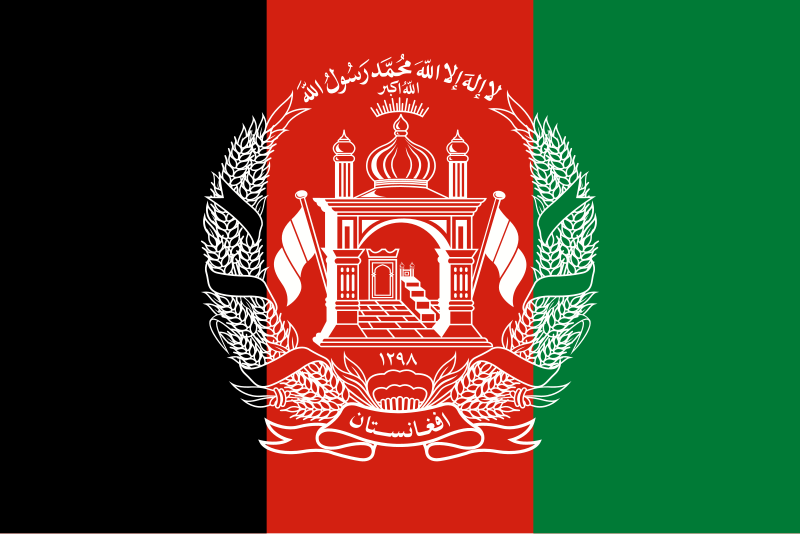 لا إله إلا الله محمد رسول الله
الله أكبر
١٢٩٨
افغانستان